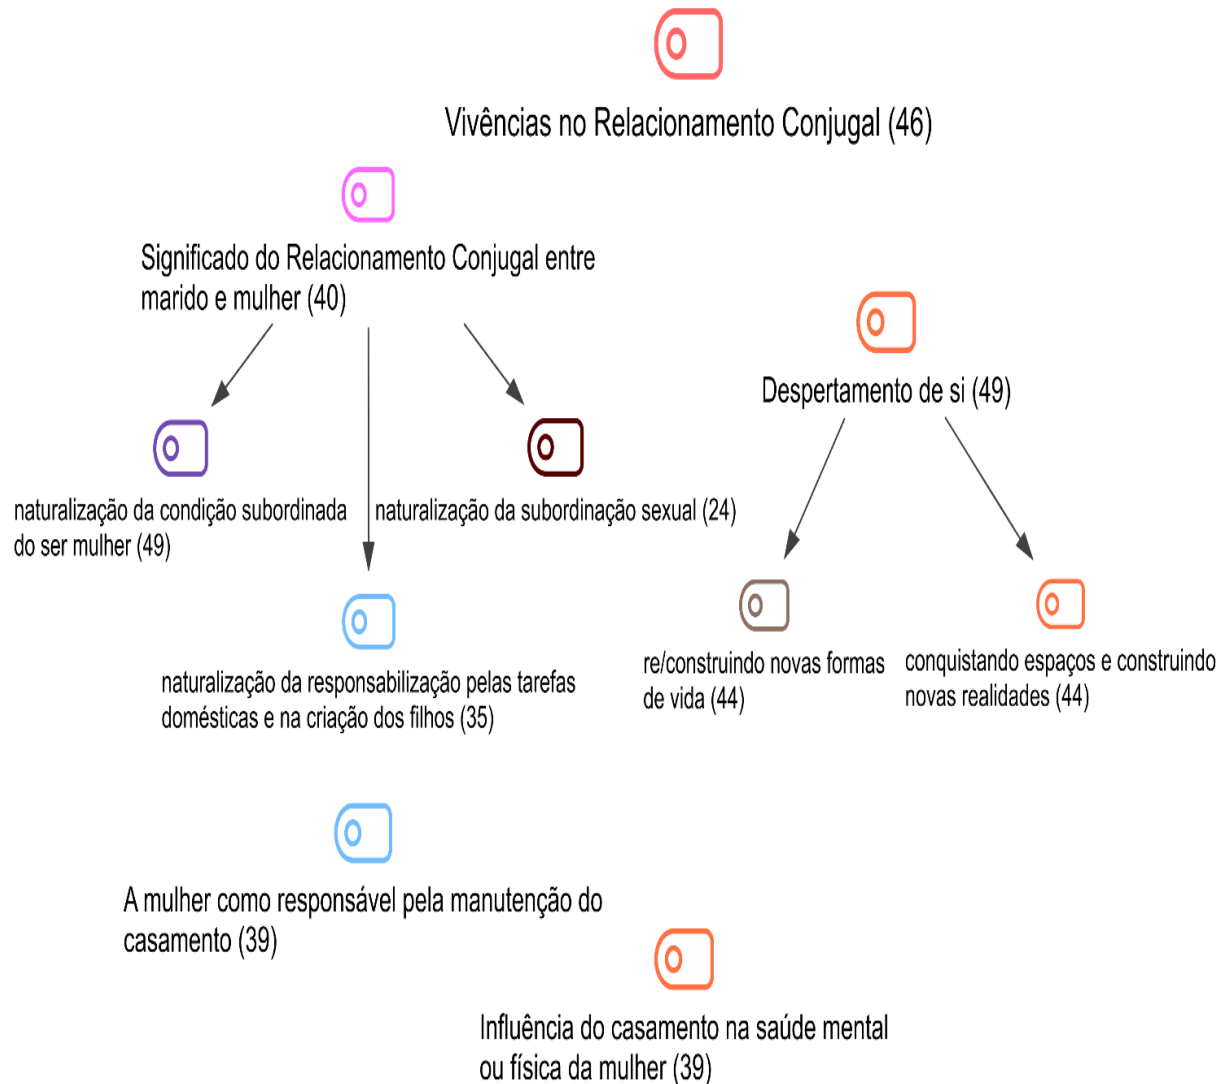 Vivências no Relacionamento Conjugal (46)
Significado do Relacionamento Conjugal entre
marido e mulher (40)
Despertamento de si (49)
naturalização da condição subordinada
do ser mulher (49)
naturalização da subordinação sexual (24)
naturalização da responsabilização pelas tarefas
domésticas e na criação dos filhos (35)
re/construindo novas formas
de vida (44)
conquistando espaços e construindo
novas realidades (44)
A mulher como responsável pela manutenção do
casamento (39)
Influência do casamento na saúde mental
ou física da mulher (39)